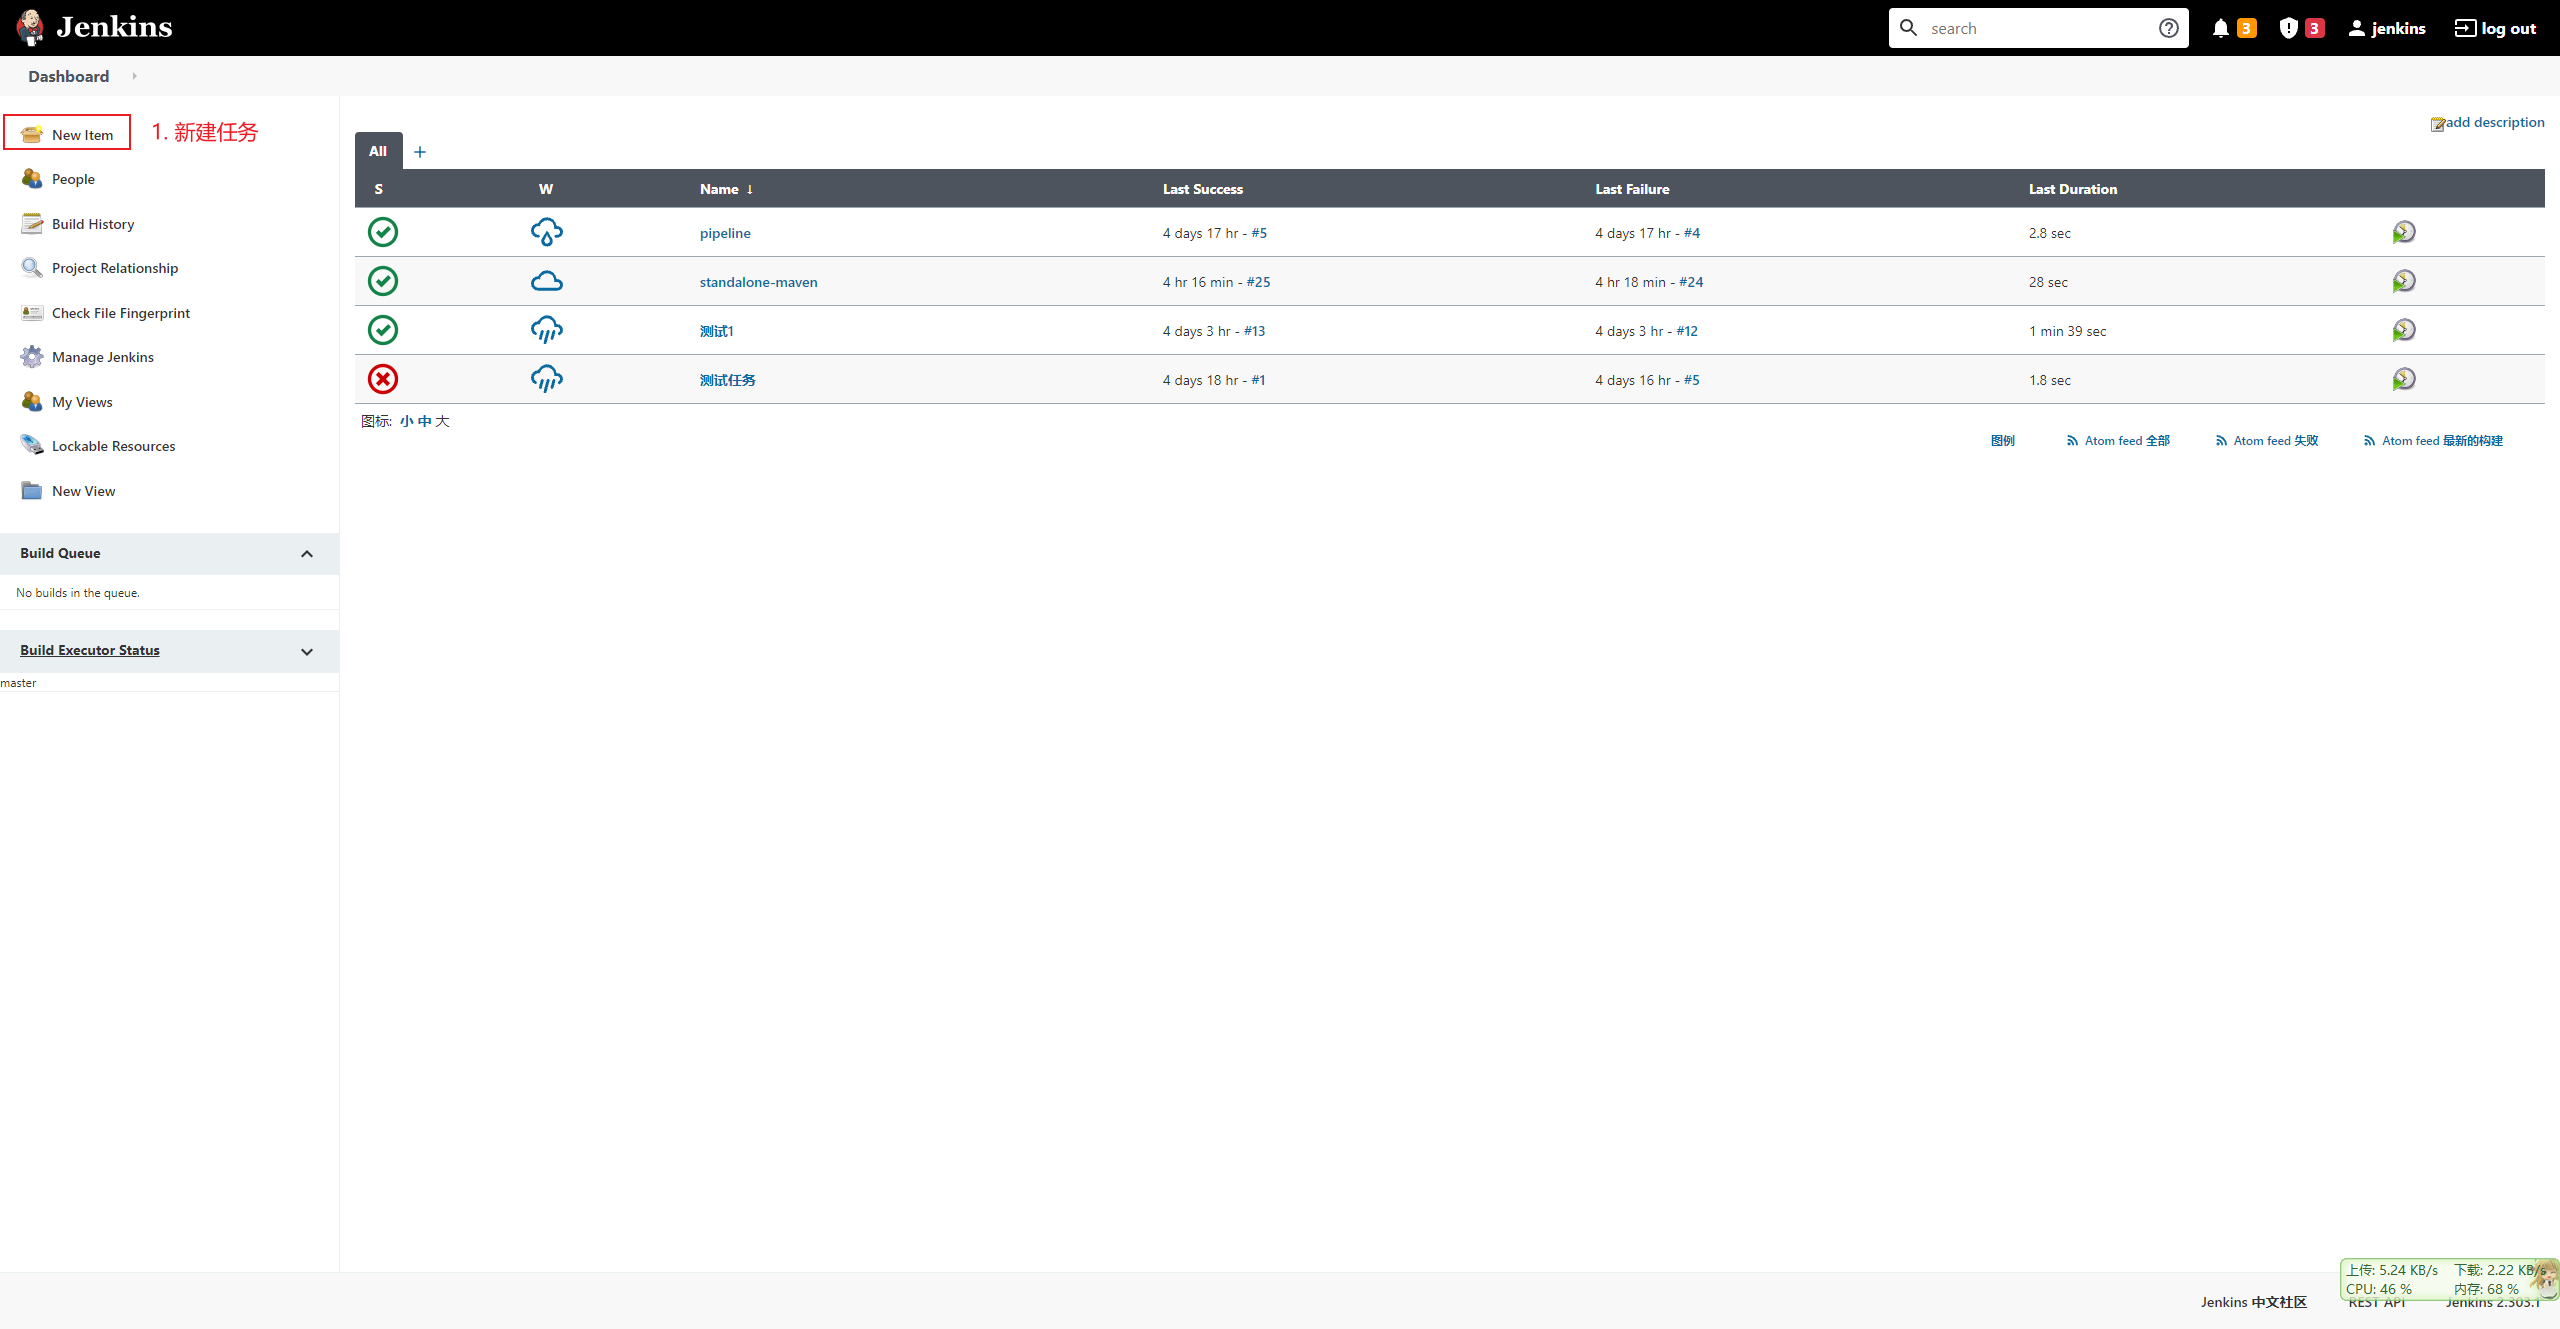 Jenkins
search
3
3
jenkins
log out
Dashboard
New Item
1. 新建任务
People
Build History
Project Relationship
Check File Fingerprint
Manage Jenkins
My Views
Lockable Resources
New View
Build Queue
No builds in the queue.
Build Executor Status
master
add description
All +
S W Name ↓ Last Success Last Failure Last Duration
pipeline 4 days 17 hr - #5 4 days 17 hr - #4 2.8 sec
standalone-maven 4 hr 16 min - #25 4 hr 18 min - #24 28 sec
测试1 4 days 3 hr - #13 4 days 3 hr - #12 1 min 39 sec
测试任务 4 days 18 hr - #1 4 days 16 hr - #5 1.8 sec
图标: 小 中 大
图例 Atom feed 全部 Atom feed 失败 Atom feed 最新的构建
上传: 5.24 KB/s 下载: 2.22 KB/s
CPU: 46 % 内存: 68 %
Jenkins 中文社区 REST API Jenkins 2.303.1